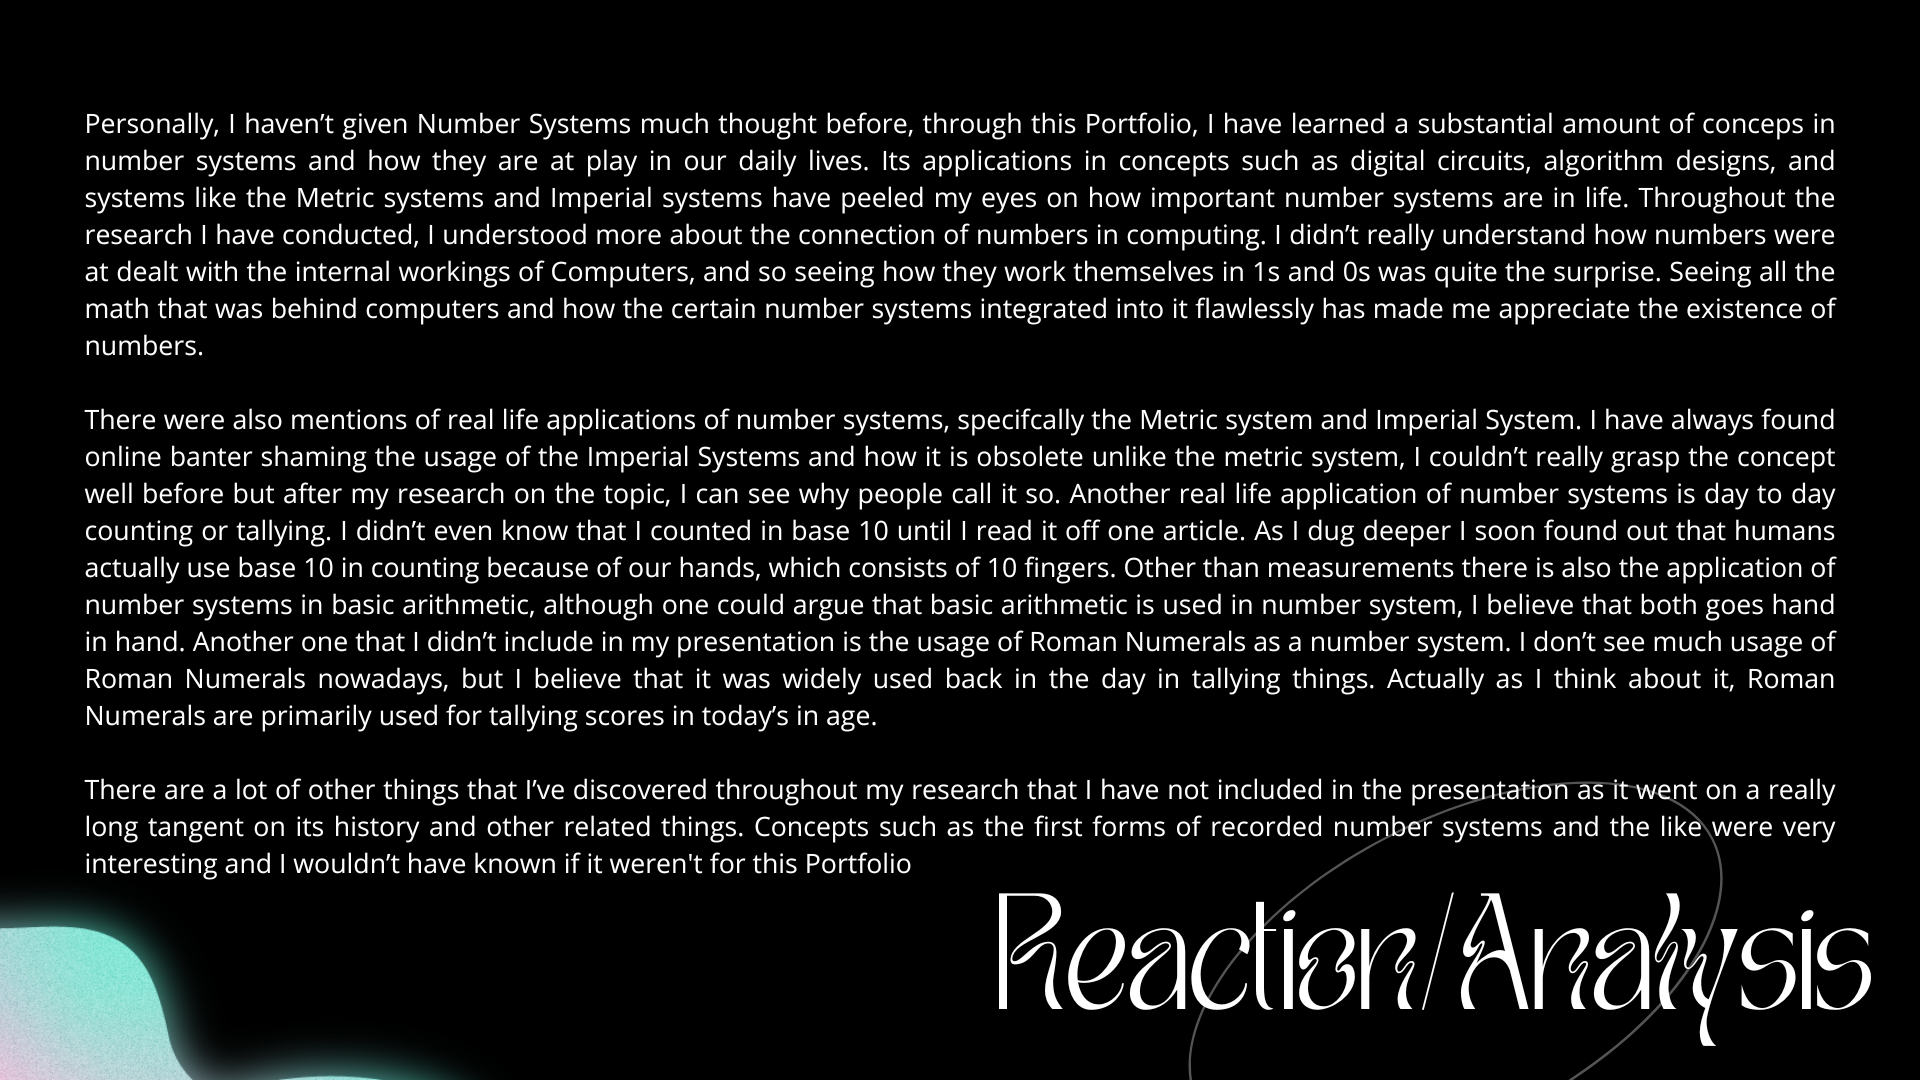 Personally, I haven’t given Number Systems much thought before, through this Portfolio, I have learned a substantial amount of conceps in
number systems and how they are at play in our daily lives. Its applications in concepts such as digital circuits, algorithm designs, and
systems like the Metric systems and Imperial systems have peeled my eyes on how important number systems are in life. Throughout the
research I have conducted, I understood more about the connection of numbers in computing. I didn’t really understand how numbers were
at dealt with the internal workings of Computers, and so seeing how they work themselves in 1s and 0s was quite the surprise. Seeing all the
math that was behind computers and how the certain number systems integrated into it flawlessly has made me appreciate the existence of
numbers.
There were also mentions of real life applications of number systems, specifcally the Metric system and Imperial System. I have always found
online banter shaming the usage of the Imperial Systems and how it is obsolete unlike the metric system, I couldn’t really grasp the concept
well before but after my research on the topic, I can see why people call it so. Another real life application of number systems is day to day
counting or tallying. I didn’t even know that I counted in base 10 until I read it off one article. As I dug deeper I soon found out that humans
actually use base 10 in counting because of our hands, which consists of 10 fingers. Other than measurements there is also the application of
number systems in basic arithmetic, although one could argue that basic arithmetic is used in number system, I believe that both goes hand
in hand. Another one that I didn’t include in my presentation is the usage of Roman Numerals as a number system. I don’t see much usage of
Roman Numerals nowadays, but I believe that it was widely used back in the day in tallying things. Actually as I think about it, Roman
Numerals are primarily used for tallying scores in today’s in age.
There are a lot of other things that I’ve discovered throughout my research that I have not included in the presentation as it went on a really
long tangent on its history and other related things. Concepts such as the first forms of recorded number systems and the like were very
interesting and I wouldn’t have known if it weren't for this Portfolio
Reaction/Analysis